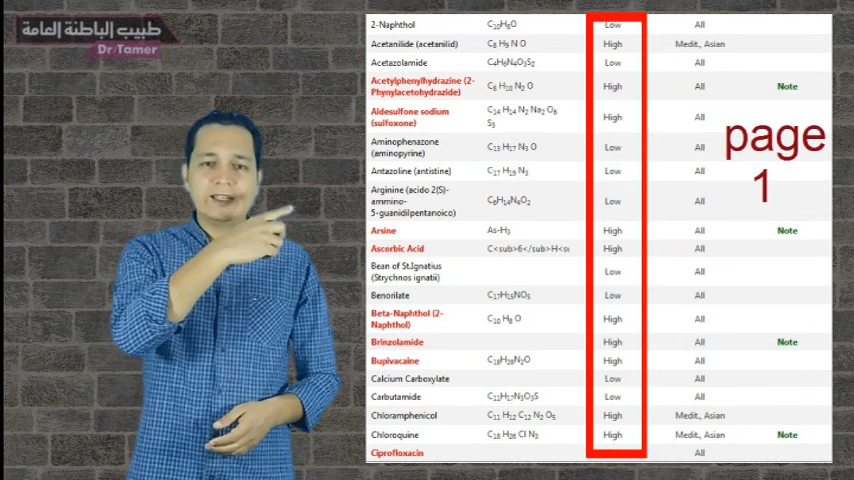 طبيب الباطنة العامة
Dr/Tamer
2-Naphthol C10H8O Low All
Acetanilide (acetanilid) C8 H9 N O High Medit., Asian
Acetazolamide C4H6N4O3S2 Low All
Acetylphenylhydrazine (2-
Phynylacetohydrazide) C8 H10 N2 O High All Note
Aldesulfone sodium
(sulfoxone) C14 H14 N2 Na2 O6
S3 High All
Aminophenazone
(aminopyrine) C13 H17 N3 O Low All
Antazoline (antistine) C17 H19 N3 Low All
Arginine (acido 2(S)-
ammino-
5-guanidilpentanoico) C6H14N4O2 Low All
Arsine As-H3 High All Note
Ascorbic Acid C<sub>6</sub>H<su High All
Bean of St.Ignatius
(Strychnos ignatii) Low All
Benorilate C17H15NO5 Low All
Beta-Naphthol (2-
Naphthol) C10 H8 O High All
Brinzolamide High All Note
Bupivacaine C18H28N2O High All
Calcium Carboxylate Low All
Carbutamide C11H17N3O3S Low All
Chloramphenicol C11 H12 C12 N2 O5 High Medit., Asian
Chloroquine C18 H26 Cl N3 High Medit., Asian Note
Ciprofloxacin All
page
1